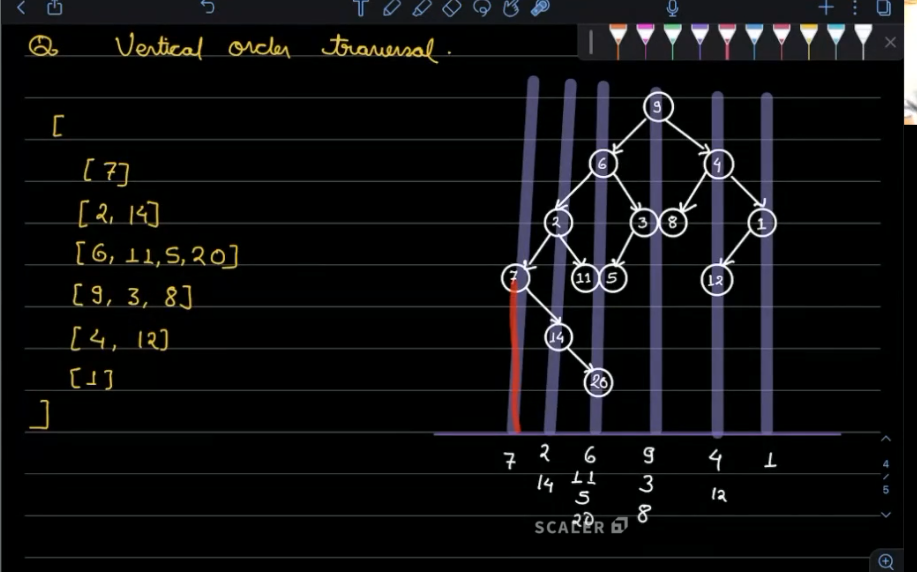 Q Vertical order traversal.
[
[7]
[2, 14]
[6, 11, 5, 20]
[9, 3, 8]
[4, 12]
[1]
]
9
6 4
2 3 8 1
7 11 5 12
14
20
7 2 6 9 4 1
14 11 3 12
5
20 8
SCALER
4
/
5